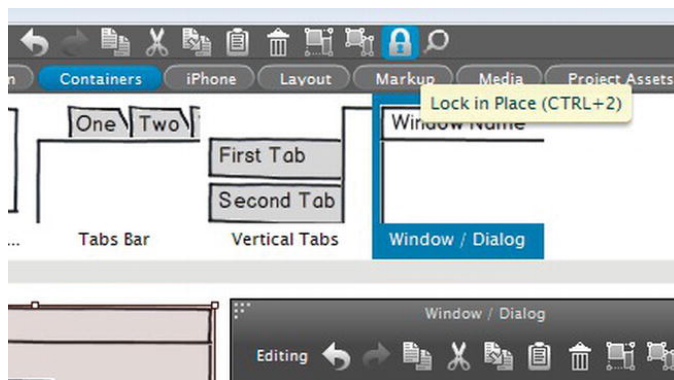 Containers iPhone Layout Markup Media Project Assets
Lock in Place (CTRL+2)
One Two
Window Name
First Tab
Second Tab
... Tabs Bar Vertical Tabs Window / Dialog
Window / Dialog
Editing